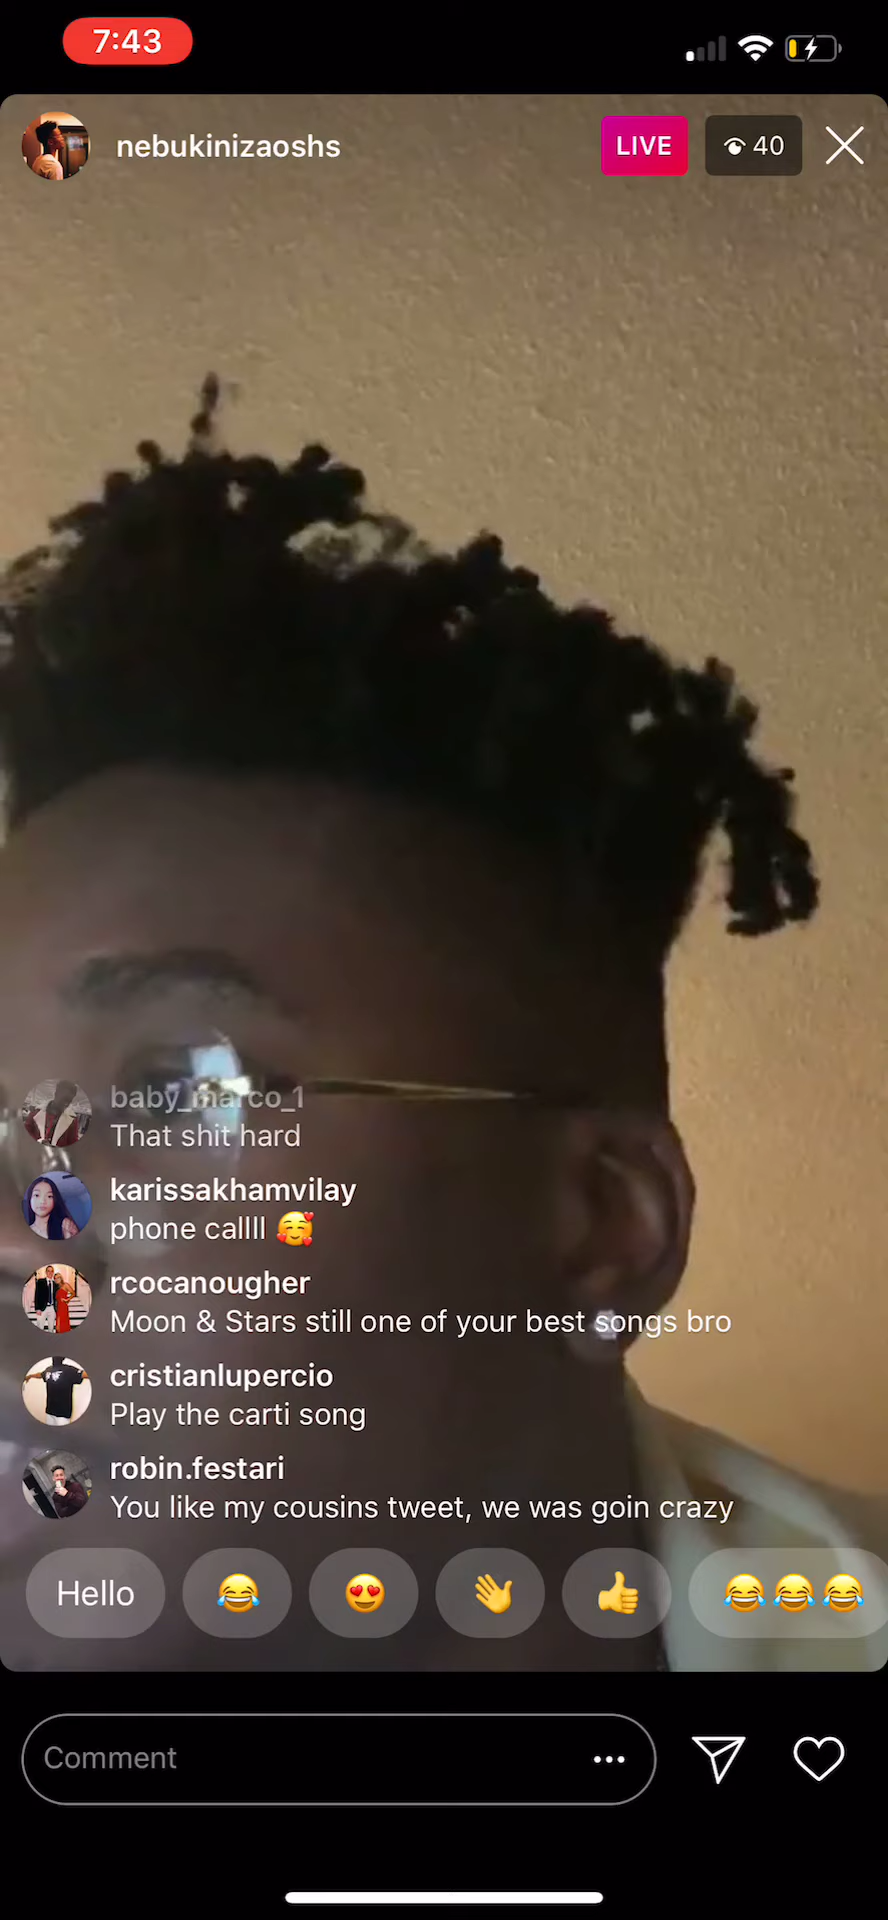 7:43
nebukinizaoshs
LIVE
40
baby_marco_1
That shit hard
karissakhamvilay
phone callll 🥰
rcocanougher
Moon & Stars still one of your best songs bro
cristianlupercio
Play the carti song
robin.festari
You like my cousins tweet, we was goin crazy
Hello 😂 😍 👋 👍 😂😂😂
Comment